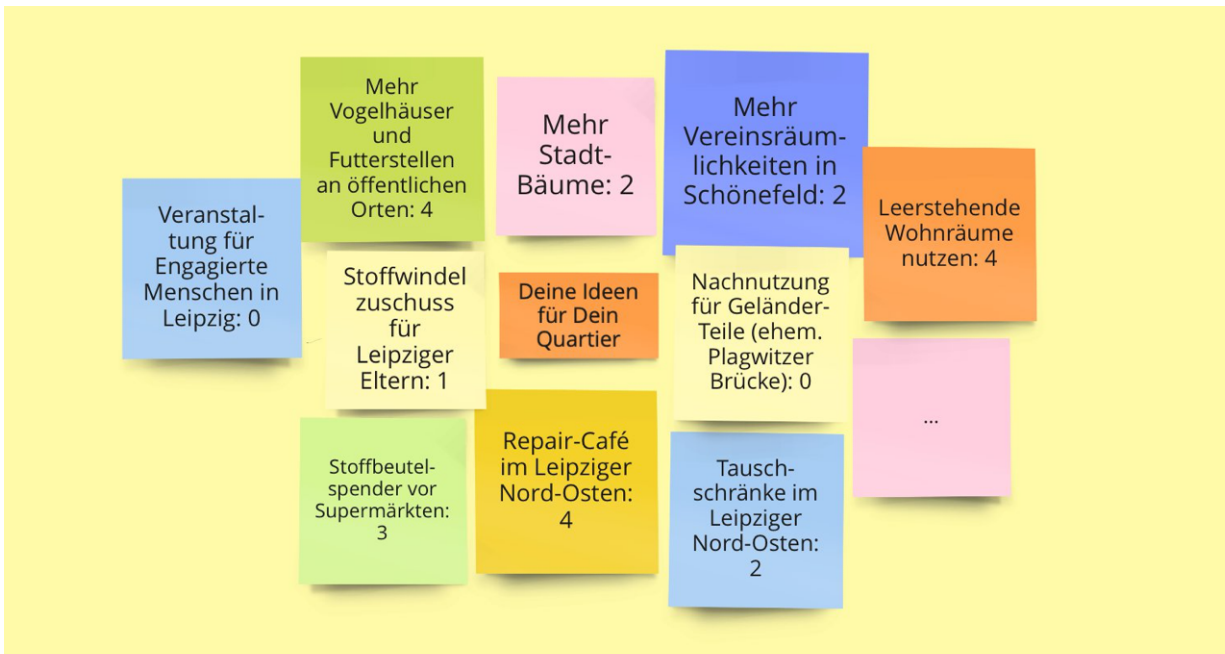 Mehr
Vogelhäuser
und
Futterstellen
an öffentlichen
Orten: 4
Mehr
Stadt-
Bäume: 2
Mehr
Vereinsräum-
lichkeiten in
Schönefeld: 2
Leerstehende
Wohnräume
nutzen: 4
Veranstal-
tung für
Engagierte
Menschen in
Leipzig: 0
Stoffwindel
zuschuss
für
Leipziger
Eltern: 1
Deine Ideen
für Dein
Quartier
Nachnutzung
für Geländer-
Teile (ehem.
Plagwitzer
Brücke): 0
...
Stoffbeutel-
spender vor
Supermärkten:
3
Repair-Café
im Leipziger
Nord-Osten:
4
Tausch-
schränke im
Leipziger
Nord-Osten:
2